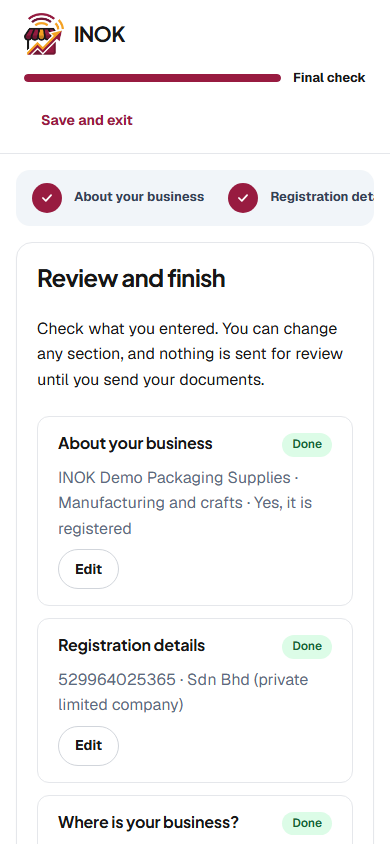 INOK
Final check
Save and exit
About your business
Registration det
Review and finish
Check what you entered. You can change
any section, and nothing is sent for review
until you send your documents.
About your business
Done
INOK Demo Packaging Supplies ·
Manufacturing and crafts · Yes, it is
registered
Edit
Registration details
Done
529964025365 · Sdn Bhd (private
limited company)
Edit
Where is your business?
Done